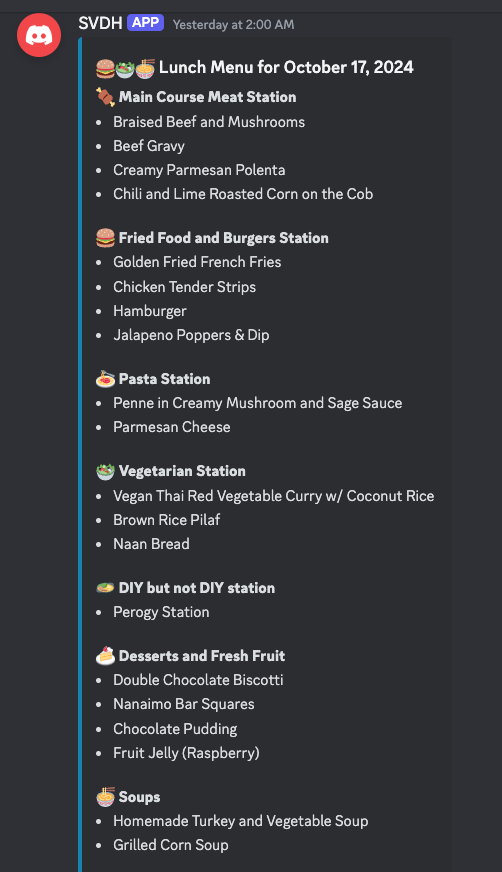 SVDH APP Yesterday at 2:00 AM
🍔🥗🍜 Lunch Menu for October 17, 2024
🍖 Main Course Meat Station
• Braised Beef and Mushrooms
• Beef Gravy
• Creamy Parmesan Polenta
• Chili and Lime Roasted Corn on the Cob
🍔 Fried Food and Burgers Station
• Golden Fried French Fries
• Chicken Tender Strips
• Hamburger
• Jalapeno Poppers & Dip
🍝 Pasta Station
• Penne in Creamy Mushroom and Sage Sauce
• Parmesan Cheese
🥗 Vegetarian Station
• Vegan Thai Red Vegetable Curry w/ Coconut Rice
• Brown Rice Pilaf
• Naan Bread
🫔 DIY but not DIY station
• Perogy Station
🍰 Desserts and Fresh Fruit
• Double Chocolate Biscotti
• Nanaimo Bar Squares
• Chocolate Pudding
• Fruit Jelly (Raspberry)
🍜 Soups
• Homemade Turkey and Vegetable Soup
• Grilled Corn Soup